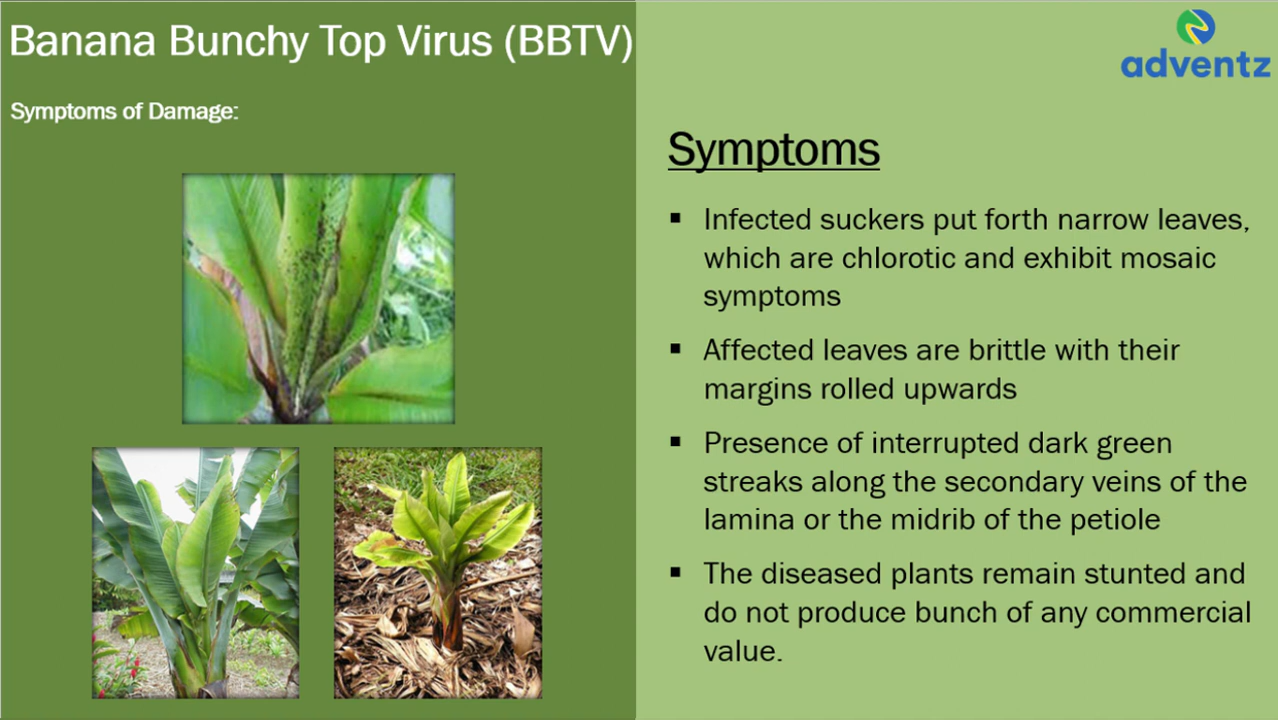 Banana Bunchy Top Virus (BBTV)
Symptoms of Damage:
adventz
Symptoms
▪ Infected suckers put forth narrow leaves,
which are chlorotic and exhibit mosaic
symptoms
▪ Affected leaves are brittle with their
margins rolled upwards
▪ Presence of interrupted dark green
streaks along the secondary veins of the
lamina or the midrib of the petiole
▪ The diseased plants remain stunted and
do not produce bunch of any commercial
value.